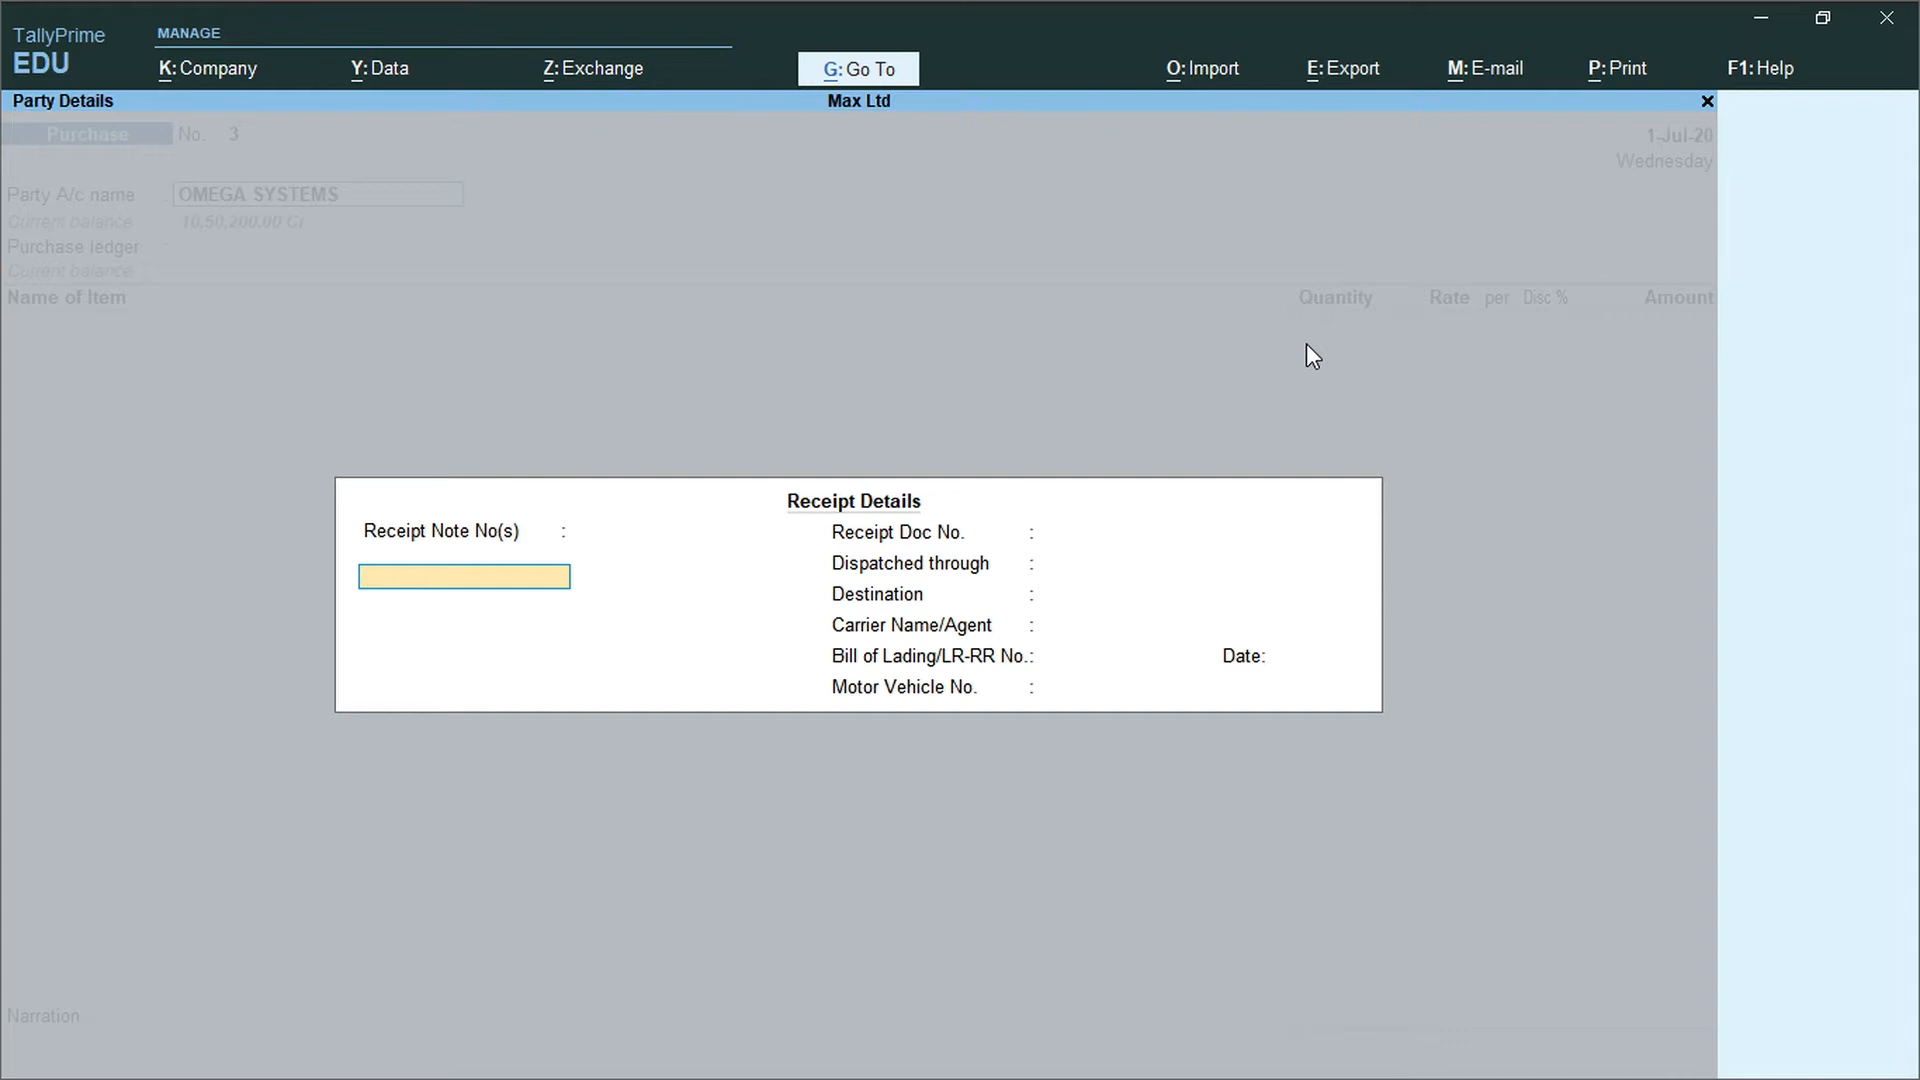 TallyPrime
EDU
MANAGE
K: Company
Y: Data
Z: Exchange
G: Go To
O: Import
E: Export
M: E-mail
P: Print
F1: Help
Party Details
Max Ltd
Purchase No. 3
1-Jul-20
Wednesday
Party A/c name : OMEGA SYSTEMS
Current balance : 10,50,200.00 Cr
Purchase ledger :
Current balance :
Name of Item Quantity Rate per Disc % Amount
Receipt Details
Receipt Note No(s) :
Receipt Doc No. :
Dispatched through :
Destination :
Carrier Name/Agent :
Bill of Lading/LR-RR No. : Date:
Motor Vehicle No. :
Narration